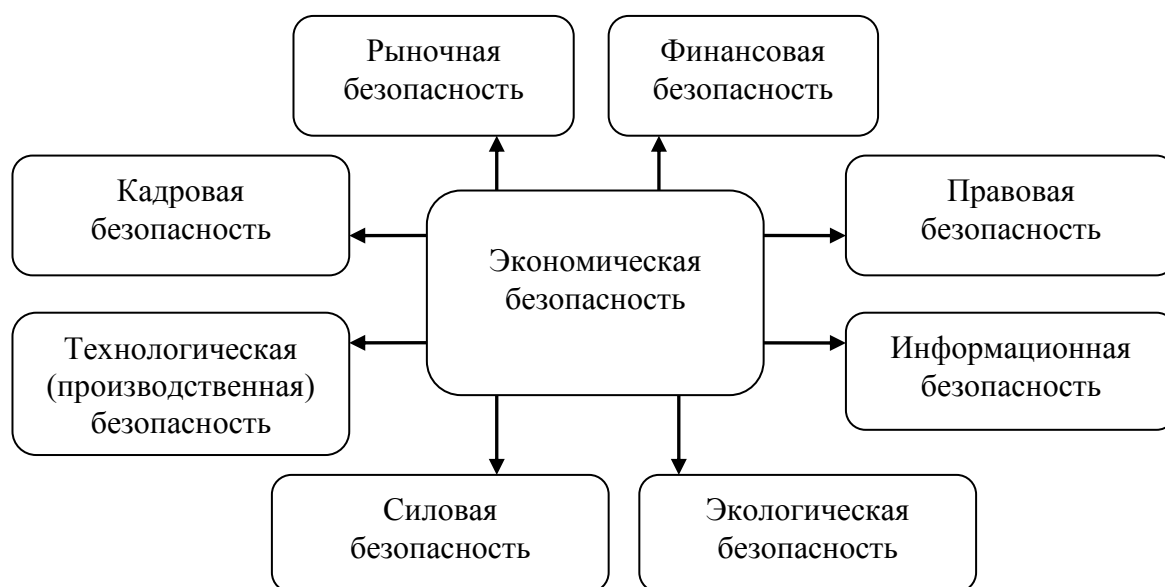 Рыночная
безопасность
Финансовая
безопасность
Кадровая
безопасность
Экономическая
безопасность
Правовая
безопасность
Технологическая
(производственная)
безопасность
Информационная
безопасность
Силовая
безопасность
Экологическая
безопасность